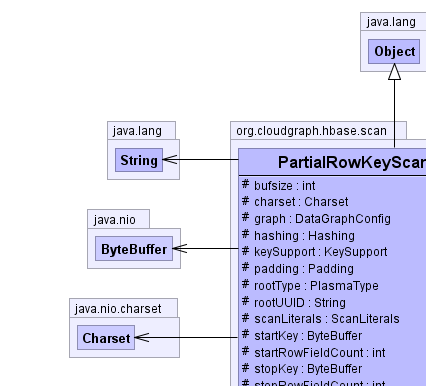 java.lang
Object
java.lang
String
org.cloudgraph.hbase.scan
PartialRowKeyScan
# bufsize : int
# charset : Charset
# graph : DataGraphConfig
# hashing : Hashing
# keySupport : KeySupport
# padding : Padding
# rootType : PlasmaType
# rootUUID : String
# scanLiterals : ScanLiterals
# startKey : ByteBuffer
# startRowFieldCount : int
# stopKey : ByteBuffer
# stopRowFieldCount : int
java.nio
ByteBuffer
java.nio.charset
Charset